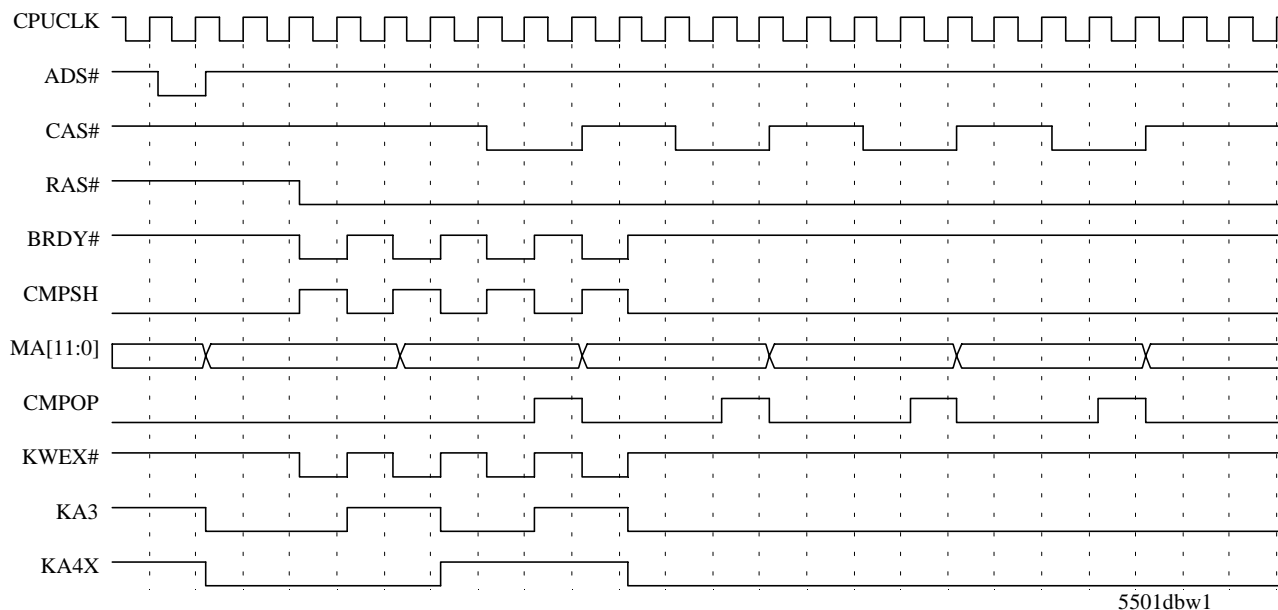 CPUCLK
ADS#
CAS#
RAS#
BRDY#
CMPSH
MA[11:0]
CMPOP
KWEX#
KA3
KA4X
5501dbw1